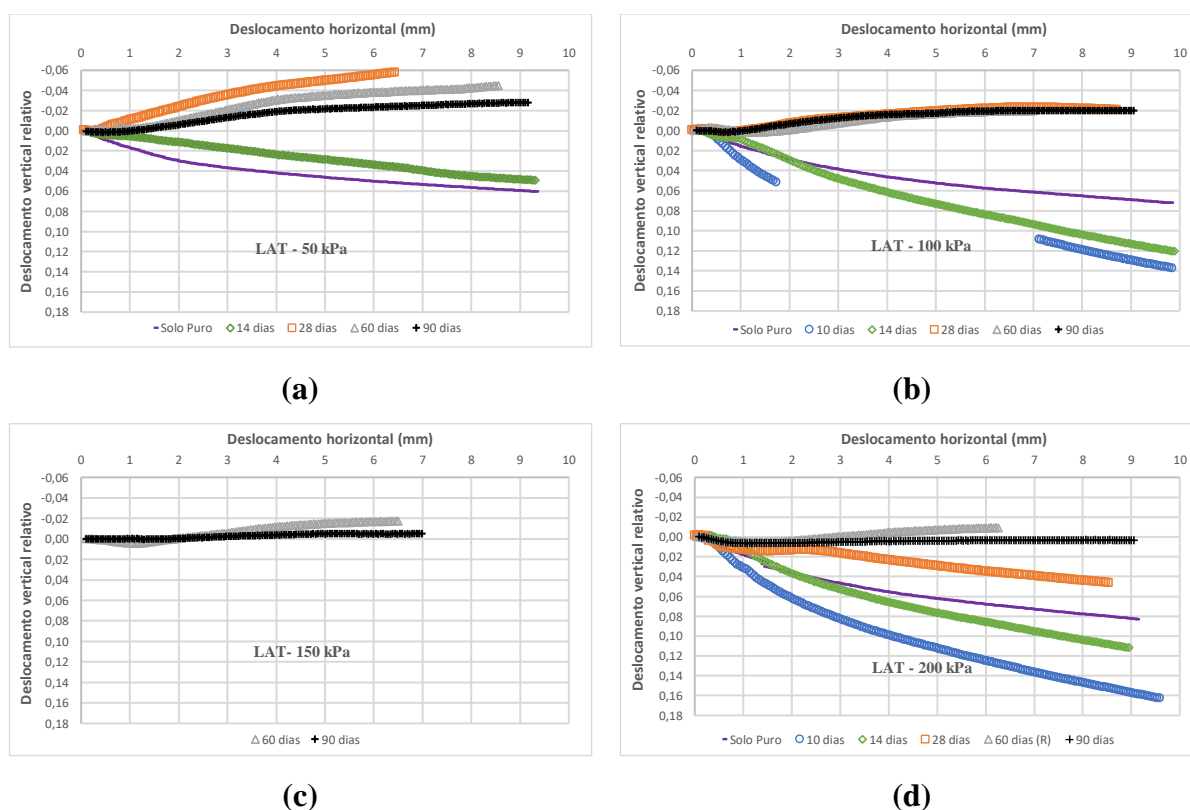 Deslocamento horizontal (mm)
0 1 2 3 4 5 6 7 8 9 10
Deslocamento vertical relativo
-0,06
-0,04
-0,02
0,00
0,02
0,04
0,06
0,08
0,10
0,12
0,14
0,16
0,18
LAT - 50 kPa
Solo Puro 14 dias 28 dias 60 dias 90 dias
(a)
Deslocamento horizontal (mm)
0 1 2 3 4 5 6 7 8 9 10
Deslocamento vertical relativo
-0,06
-0,04
-0,02
0,00
0,02
0,04
0,06
0,08
0,10
0,12
0,14
0,16
0,18
LAT - 100 kPa
Solo Puro 10 dias 14 dias 28 dias 60 dias 90 dias
(b)
Deslocamento horizontal (mm)
0 1 2 3 4 5 6 7 8 9 10
Deslocamento vertical relativo
-0,06
-0,04
-0,02
0,00
0,02
0,04
0,06
0,08
0,10
0,12
0,14
0,16
0,18
LAT- 150 kPa
60 dias 90 dias
(c)
Deslocamento horizontal (mm)
0 1 2 3 4 5 6 7 8 9 10
Deslocamento vertical relativo
-0,06
-0,04
-0,02
0,00
0,02
0,04
0,06
0,08
0,10
0,12
0,14
0,16
0,18
LAT - 200 kPa
Solo Puro 10 dias 14 dias 28 dias 60 dias (R) 90 dias
(d)